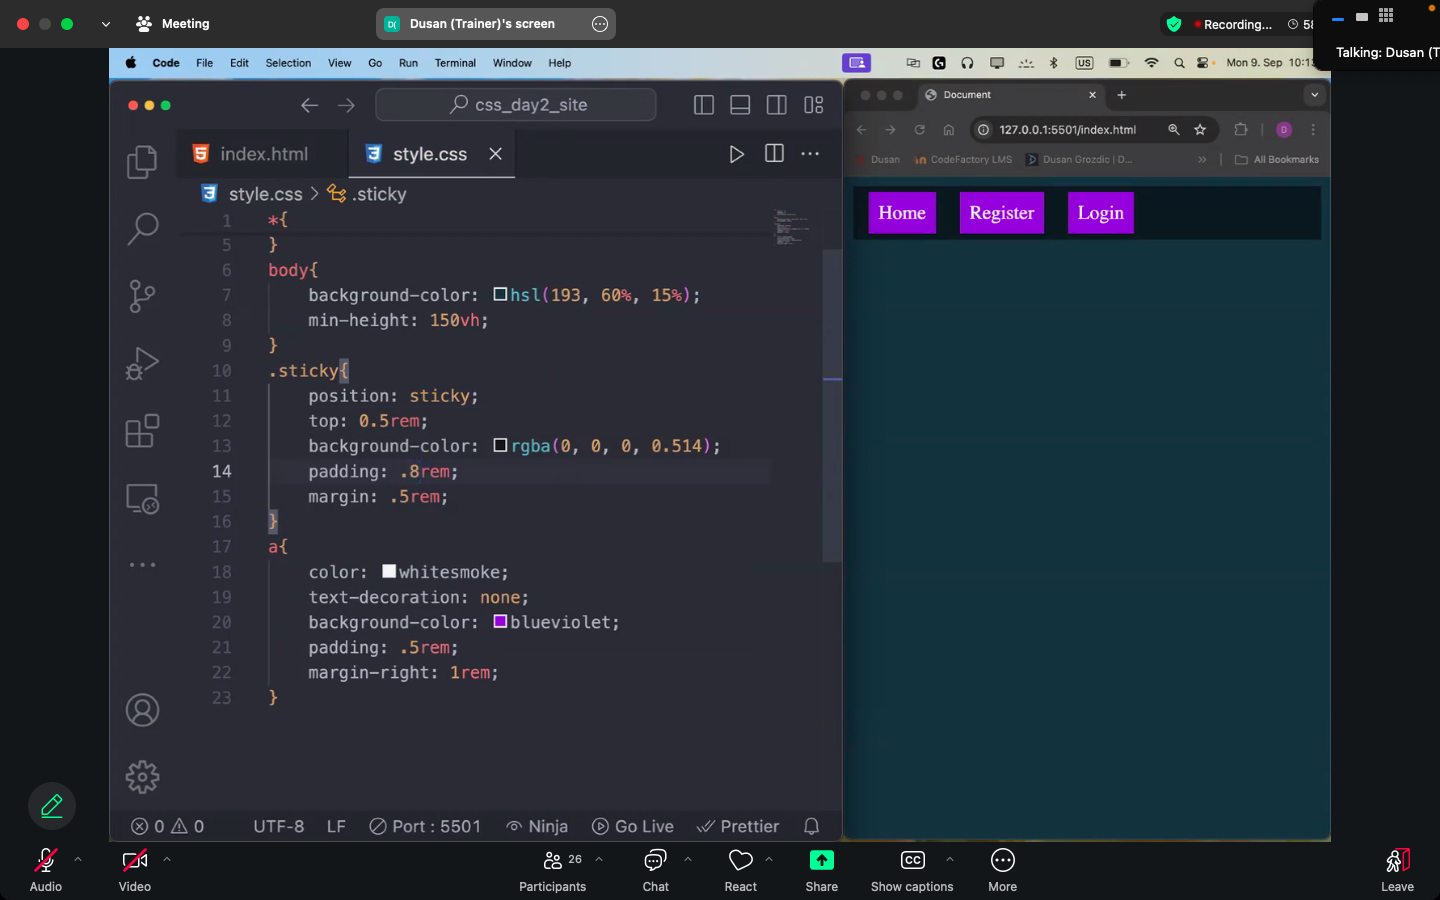 Meeting
D( Dusan (Trainer)'s screen
Recording...
58
Talking: Dusan (T
Code File Edit Selection View Go Run Terminal Window Help
US
Mon 9. Sep 10:13
css_day2_site
Document
127.0.0.1:5501/index.html
D
Dusan
CodeFactory LMS
Dusan Grozdic | D...
All Bookmarks
index.html
style.css
style.css > .sticky
1 *{
5 }
6 body{
7 background-color: hsl(193, 60%, 15%);
8 min-height: 150vh;
9 }
10 .sticky{
11 position: sticky;
12 top: 0.5rem;
13 background-color: rgba(0, 0, 0, 0.514);
14 padding: .8rem;
15 margin: .5rem;
16 }
17 a{
18 color: whitesmoke;
19 text-decoration: none;
20 background-color: blueviolet;
21 padding: .5rem;
22 margin-right: 1rem;
23 }
Home Register Login
0 0 UTF-8 LF Port : 5501 Ninja Go Live Prettier
Audio
Video
26
Participants
Chat
React
Share
CC
Show captions
More
Leave